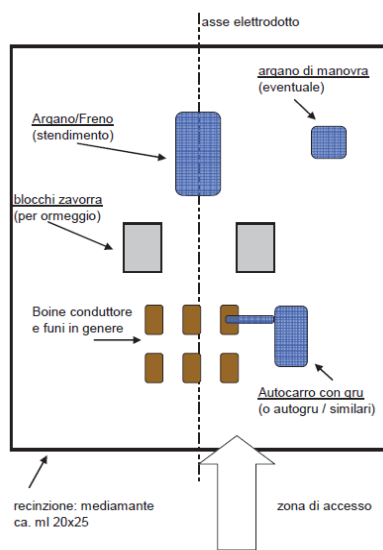 asse elettrodotto
argano di manovra
(eventuale)
Argano/Freno
(stendimento)
blocchi zavorra
(per ormeggio)
Boine conduttore
e funi in genere
Autocarro con gru
(o autogru / similari)
recinzione: mediamante
ca. ml 20x25
zona di accesso